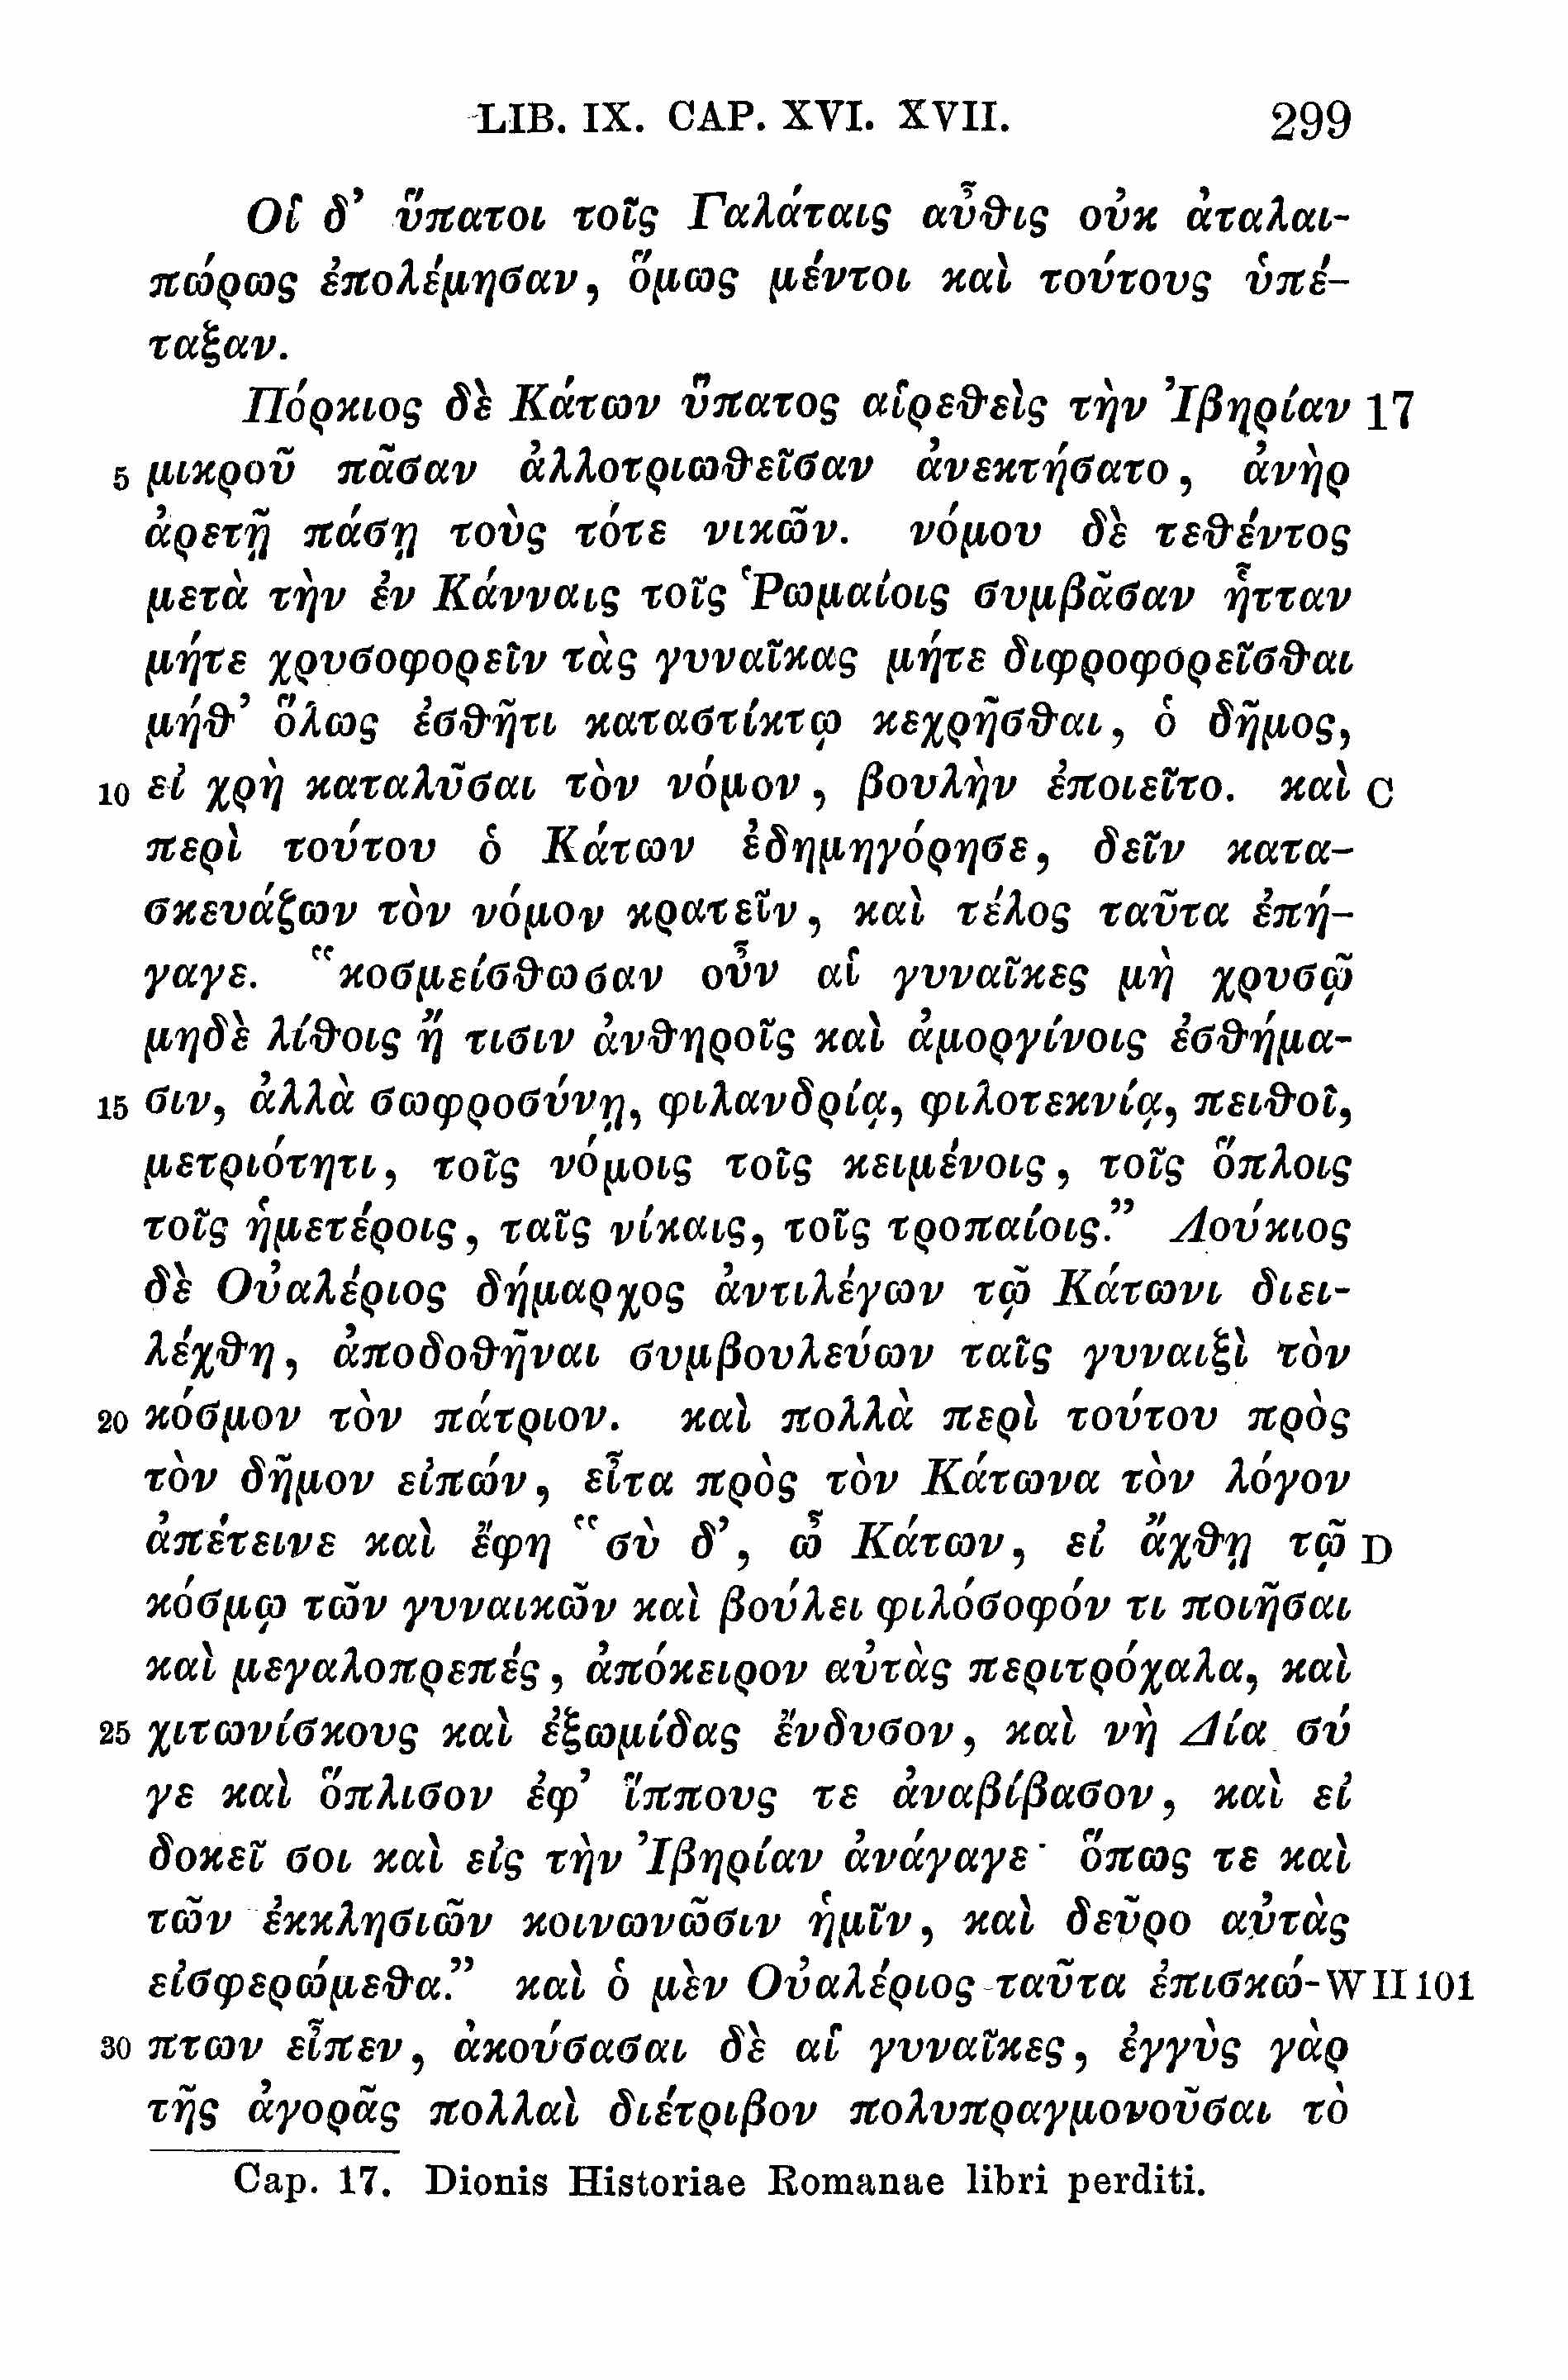 LIB. IX. CAP. XVI. XVII. 299
Οἱ δ’ ὕπατοι τοῖς Γαλάταις αὖϑις οὐκ ἀταλαι-
πώρως ἐπολέμησαν, ὅμως μέντοι καὶ τούτους ὑπέ-
ταξαν.
Πόρκιος δὲ Κάτων ὕπατος αἱρεϑεὶς τὴν Ἰβηρίαν 17
5 μικροῦ πᾶσαν ἀλλοτριωϑεῖσαν ἀνεκτήσατο, ἀνὴρ
ἀρετῇ πάσῃ τοὺς τότε νικῶν. νόμου δὲ τεϑέντος
μετὰ τὴν ἐν Κάνναις τοῖς Ῥωμαίοις συμβᾶσαν ἧτταν
μήτε χρυσοφορεῖν τὰς γυναῖκας μήτε διφροφορεῖσϑαι
μήϑ’ ὅλως ἐσϑῆτι καταστίκτῳ κεχρῆσϑαι, ὁ δῆμος,
10 εἰ χρὴ καταλῦσαι τὸν νόμον, βουλὴν ἐποιεῖτο. καὶ C
περὶ τούτου ὁ Κάτων ἐδημηγόρησε, δεῖν κατα-
σκευάζων τὸν νόμον κρατεῖν, καὶ τέλος ταῦτα ἐπή-
γαγε. “κοσμείσϑωσαν οὖν αἱ γυναῖκες μὴ χρυσῷ
μηδὲ λίϑοις ἤ τισιν ἀνϑηροῖς καὶ ἀμοργίνοις ἐσϑήμα-
15 σιν, ἀλλὰ σωφροσύνῃ, φιλανδρίᾳ, φιλοτεκνίᾳ, πειϑοῖ,
μετριότητι, τοῖς νόμοις τοῖς κειμένοις, τοῖς ὅπλοις
τοῖς ἡμετέροις, ταῖς νίκαις, τοῖς τροπαίοις.” Λούκιος
δὲ Οὐαλέριος δήμαρχος ἀντιλέγων τῷ Κάτωνι διει-
λέχϑη, ἀποδοϑῆναι συμβουλεύων ταῖς γυναιξὶ τὸν
20 κόσμον τὸν πάτριον. καὶ πολλὰ περὶ τούτου πρὸς
τὸν δῆμον εἰπών, εἶτα πρὸς τὸν Κάτωνα τὸν λόγον
ἀπέτεινε καὶ ἔφη “σὺ δ’, ὦ Κάτων, εἰ ἄχϑῃ τῷ D
κόσμῳ τῶν γυναικῶν καὶ βούλει φιλόσοφόν τι ποιῆσαι
καὶ μεγαλοπρεπές, ἀπόκειρον αὐτὰς περιτρόχαλα, καὶ
25 χιτωνίσκους καὶ ἐξωμίδας ἔνδυσον, καὶ νὴ Δία σύ
γε καὶ ὅπλισον ἐφ’ ἵππους τε ἀναβίβασον, καὶ εἰ
δοκεῖ σοι καὶ εἰς τὴν Ἰβηρίαν ἀνάγαγε· ὅπως τε καὶ
τῶν ἐκκλησιῶν κοινωνῶσιν ἡμῖν, καὶ δεῦρο αὐτὰς
εἰσφερώμεϑα.” καὶ ὁ μὲν Οὐαλέριος ταῦτα ἐπισκώ- W II 101
30 πτων εἶπεν, ἀκούσασαι δὲ αἱ γυναῖκες, ἐγγὺς γὰρ
τῆς ἀγορᾶς πολλαὶ διέτριβον πολυπραγμονοῦσαι τὸ
Cap. 17. Dionis Historiae Romanae libri perditi.